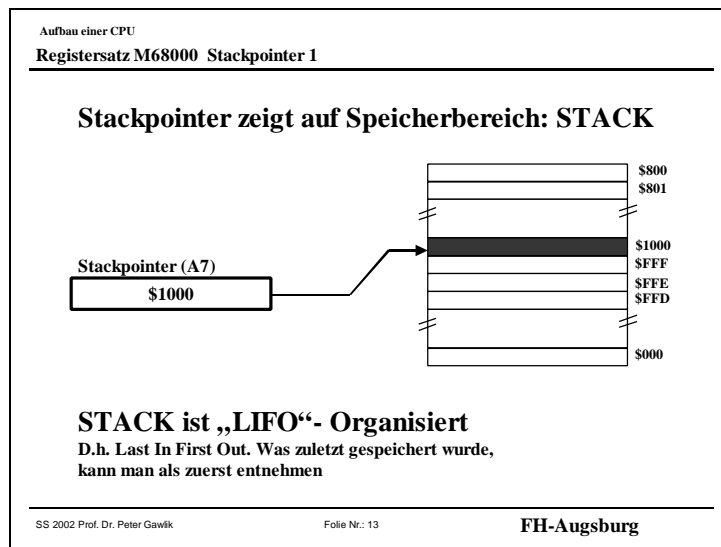 Aufbau einer CPU
Registersatz M68000 Stackpointer 1
Stackpointer zeigt auf Speicherbereich: STACK
$800
$801
$1000
$FFF
$FFE
$FFD
$000
Stackpointer (A7)
$1000
STACK ist „LIFO“- Organisiert
D.h. Last In First Out. Was zuletzt gespeichert wurde,
kann man als zuerst entnehmen
SS 2002 Prof. Dr. Peter Gawlik Folie Nr.: 13 FH-Augsburg